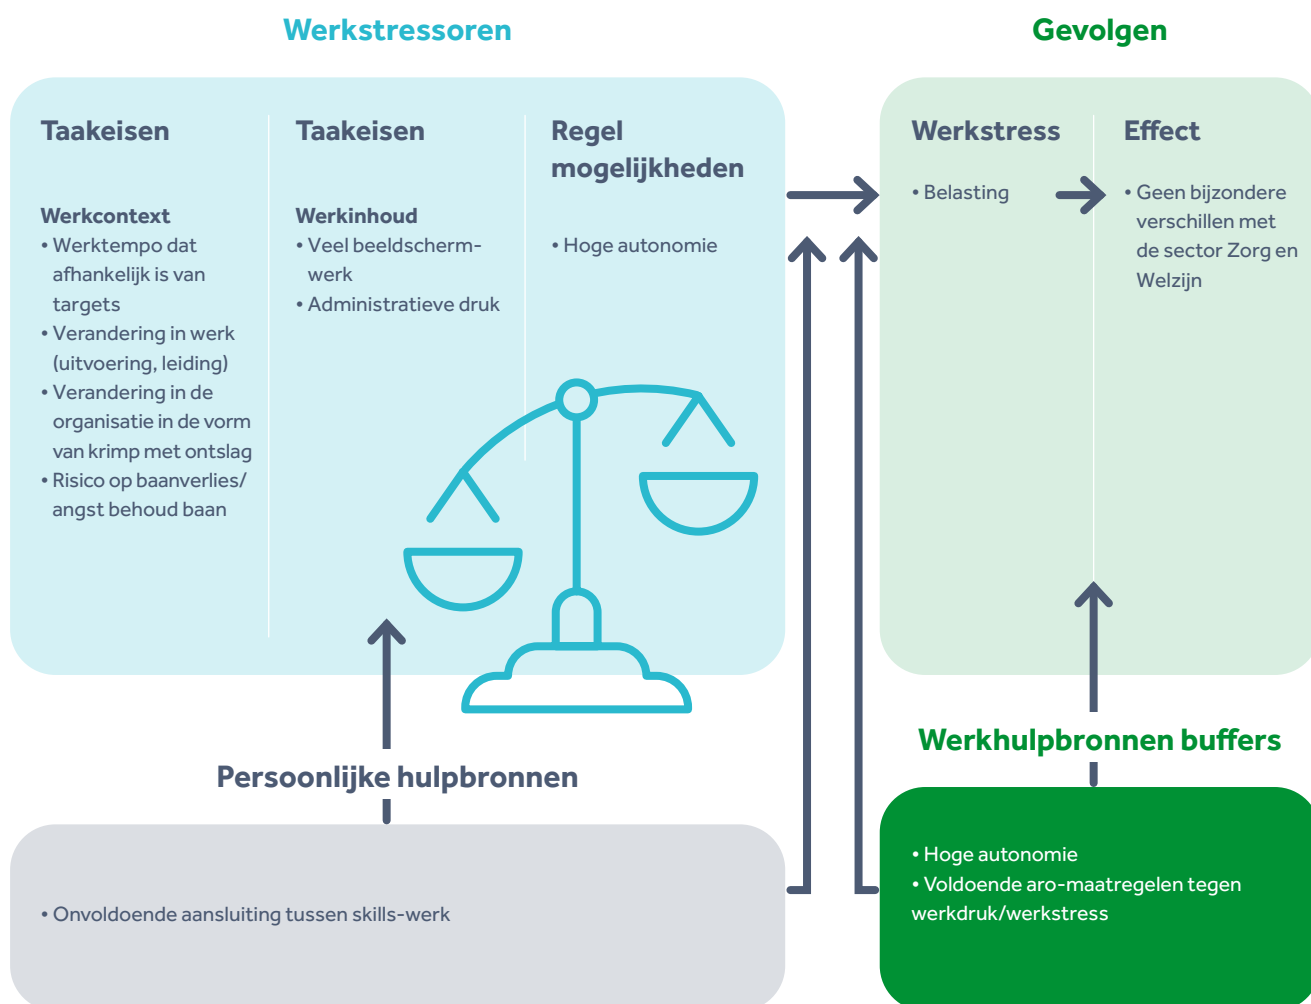 Werkstressoren
Gevolgen
Taakeisen
Werkcontext
• Werktempo dat
afhankelijk is van
targets
• Verandering in werk
(uitvoering, leiding)
• Verandering in de
organisatie in de vorm
van krimp met ontslag
• Risico op baanverlies/
angst behoud baan
Taakeisen
Werkinhoud
• Veel beeldscherm-
werk
• Administratieve druk
Regel
mogelijkheden
• Hoge autonomie
Werkstress
• Belasting
Effect
• Geen bijzondere
verschillen met
de sector Zorg en
Welzijn
Persoonlijke hulpbronnen
• Onvoldoende aansluiting tussen skills-werk
Werkhulpbronnen buffers
• Hoge autonomie
• Voldoende aro-maatregelen tegen
werkdruk/werkstress